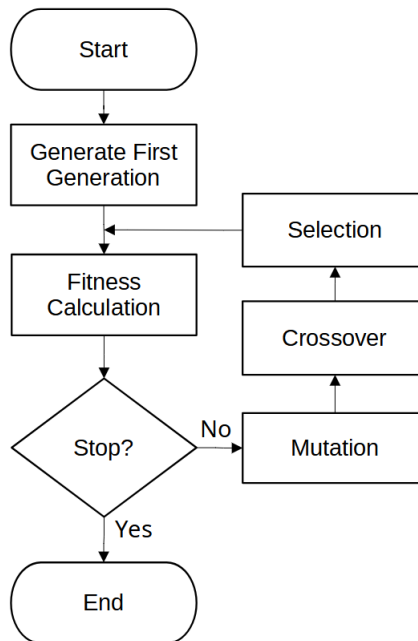 Start
Generate First
Generation
Selection
Fitness
Calculation
Crossover
Stop?
No
Mutation
Yes
End